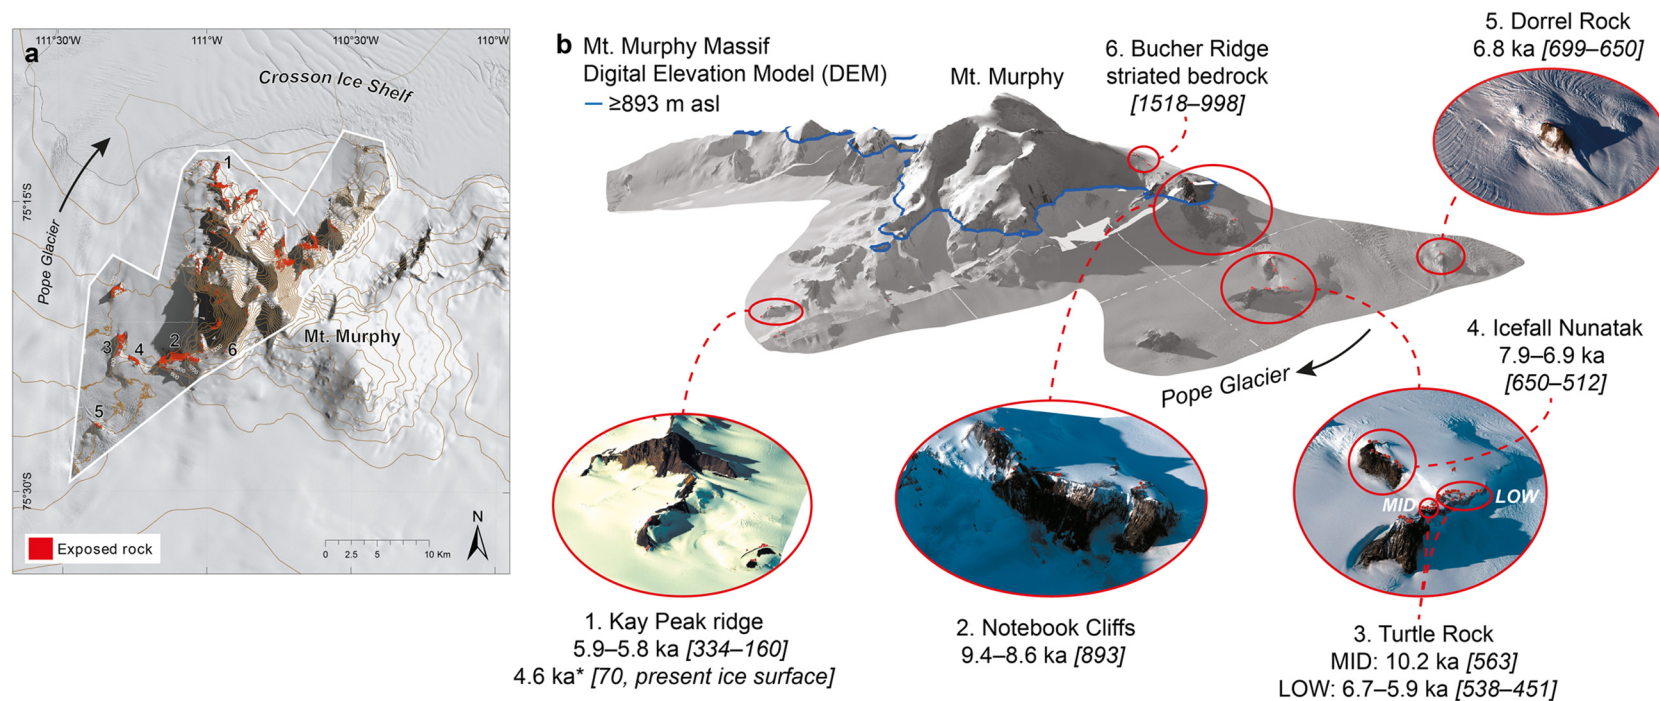 a
111°30'W
111°W
110°30'W
110°W
Crosson Ice Shelf
75°15'S
Pope Glacier
1
3
4
2
6
Mt. Murphy
5
75°30'S
N
Exposed rock
0 2.5 5 10 Km
b
Mt. Murphy Massif
Digital Elevation Model (DEM)
≥893 m asl
Mt. Murphy
6. Bucher Ridge
striated bedrock
[1518–998]
5. Dorrel Rock
6.8 ka [699–650]
4. Icefall Nunatak
7.9–6.9 ka
[650–512]
Pope Glacier
MID
LOW
1. Kay Peak ridge
5.9–5.8 ka [334–160]
4.6 ka* [70, present ice surface]
2. Notebook Cliffs
9.4–8.6 ka [893]
3. Turtle Rock
MID: 10.2 ka [563]
LOW: 6.7–5.9 ka [538–451]